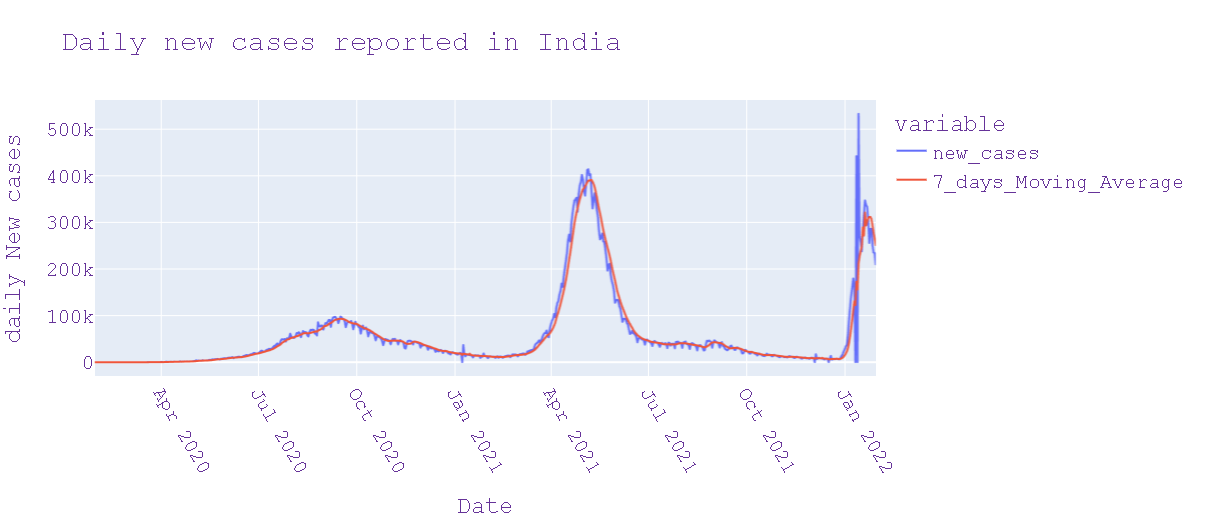 Daily new cases reported in India
daily New cases
500k
400k
300k
200k
100k
0
Apr 2020
Jul 2020
Oct 2020
Jan 2021
Apr 2021
Jul 2021
Oct 2021
Jan 2022
Date
variable
new_cases
7_days_Moving_Average